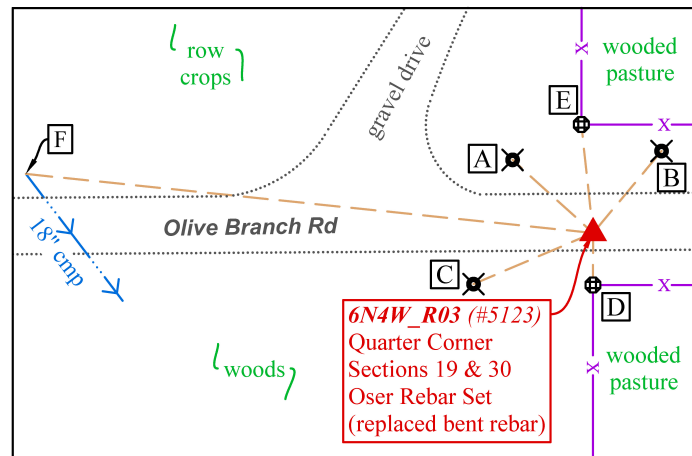 row
crops
gravel drive
wooded
pasture
E
X
X
F
A
B
Olive Branch Rd
18" cmp
C
D
X
X
6N4W_R03 (#5123)
Quarter Corner
Sections 19 & 30
Oser Rebar Set
(replaced bent rebar)
woods
wooded
pasture